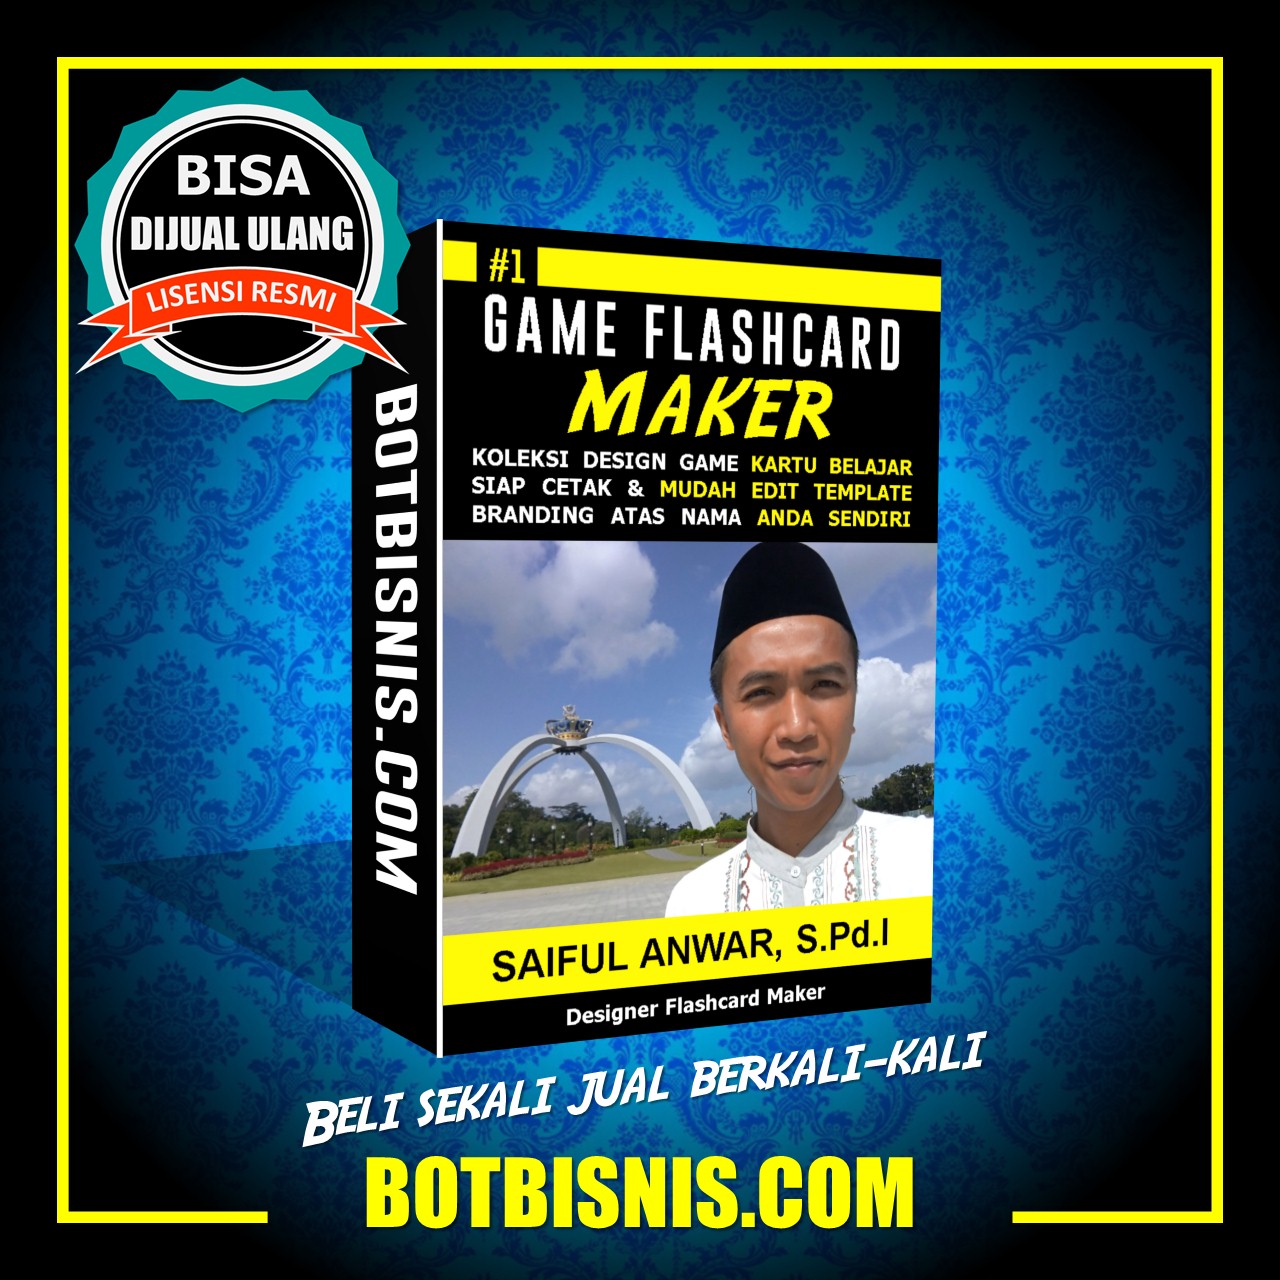 BISA
DIJUAL ULANG
LISENSI RESMI
BOTBISNIS.COM
#1
GAME FLASHCARD
MAKER
KOLEKSI DESIGN GAME KARTU BELAJAR
SIAP CETAK & MUDAH EDIT TEMPLATE
BRANDING ATAS NAMA ANDA SENDIRI
SAIFUL ANWAR, S.Pd.I
Designer Flashcard Maker
BELI SEKALI JUAL BERKALI-KALI
BOTBISNIS.COM